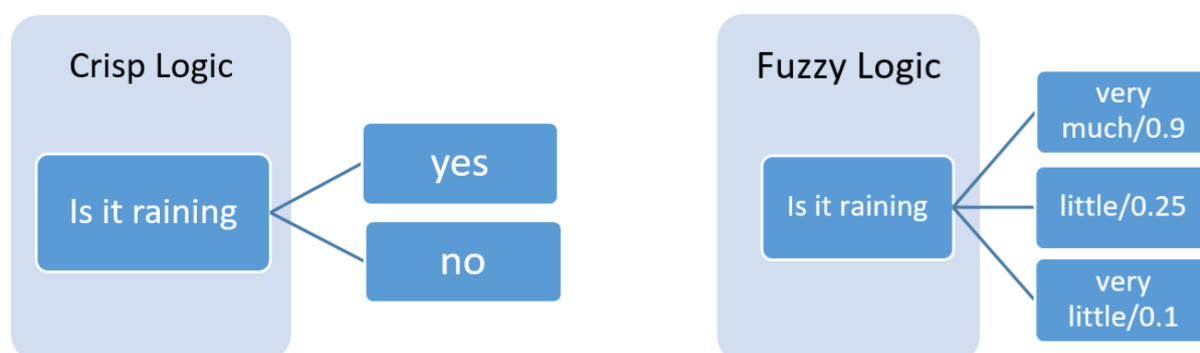 Crisp Logic
Is it raining
yes
no
Fuzzy Logic
Is it raining
very
much/0.9
little/0.25
very
little/0.1